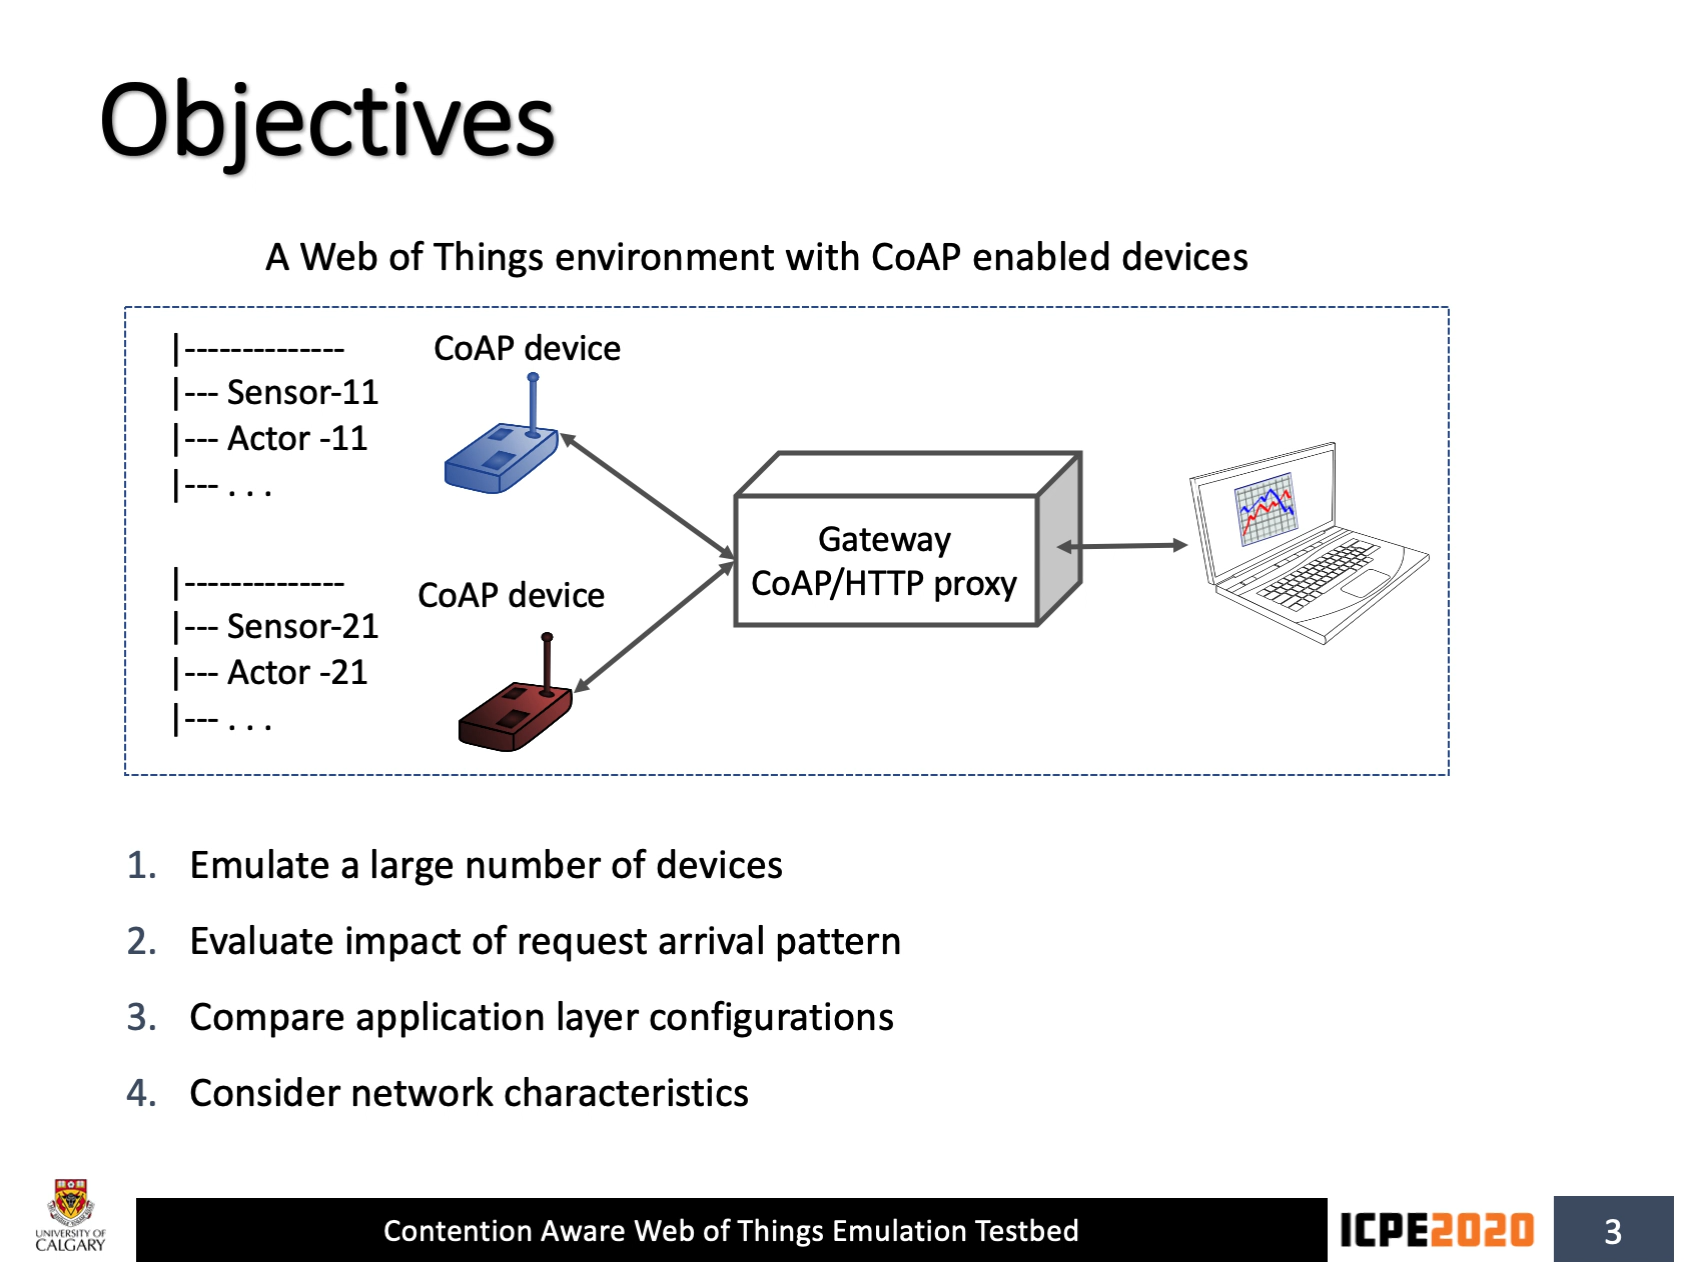 Objectives
A Web of Things environment with CoAP enabled devices
|--------------
|--- Sensor-11
|--- Actor -11
|--- . . .
CoAP device
|--------------
|--- Sensor-21
|--- Actor -21
|--- . . .
CoAP device
Gateway
CoAP/HTTP proxy
1. Emulate a large number of devices
2. Evaluate impact of request arrival pattern
3. Compare application layer configurations
4. Consider network characteristics
UNIVERSITY OF
CALGARY
Contention Aware Web of Things Emulation Testbed
ICPE2020
3